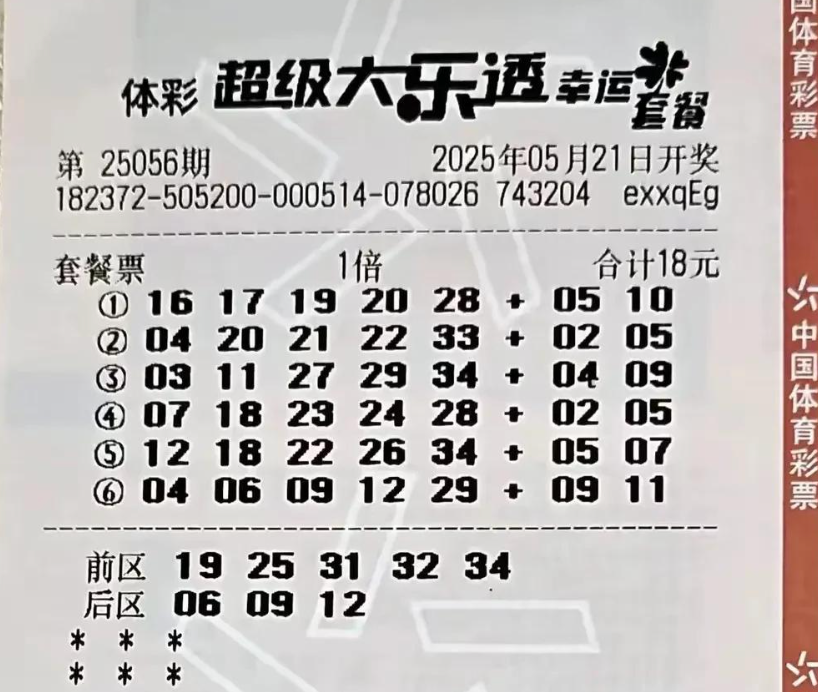 体彩 超级大乐透 幸运套餐
第 25056期 2025年05月21日开奖
182372-505200-000514-078026 743204 exxqEg
套餐票 1倍 合计18元
① 16 17 19 20 28 + 05 10
② 04 20 21 22 33 + 02 05
③ 03 11 27 29 34 + 04 09
④ 07 18 23 24 28 + 02 05
⑤ 12 18 22 26 34 + 05 07
⑥ 04 06 09 12 29 + 09 11
前区 19 25 31 32 34
后区 06 09 12
* * *
* * *
国体育彩票
中国体育彩票